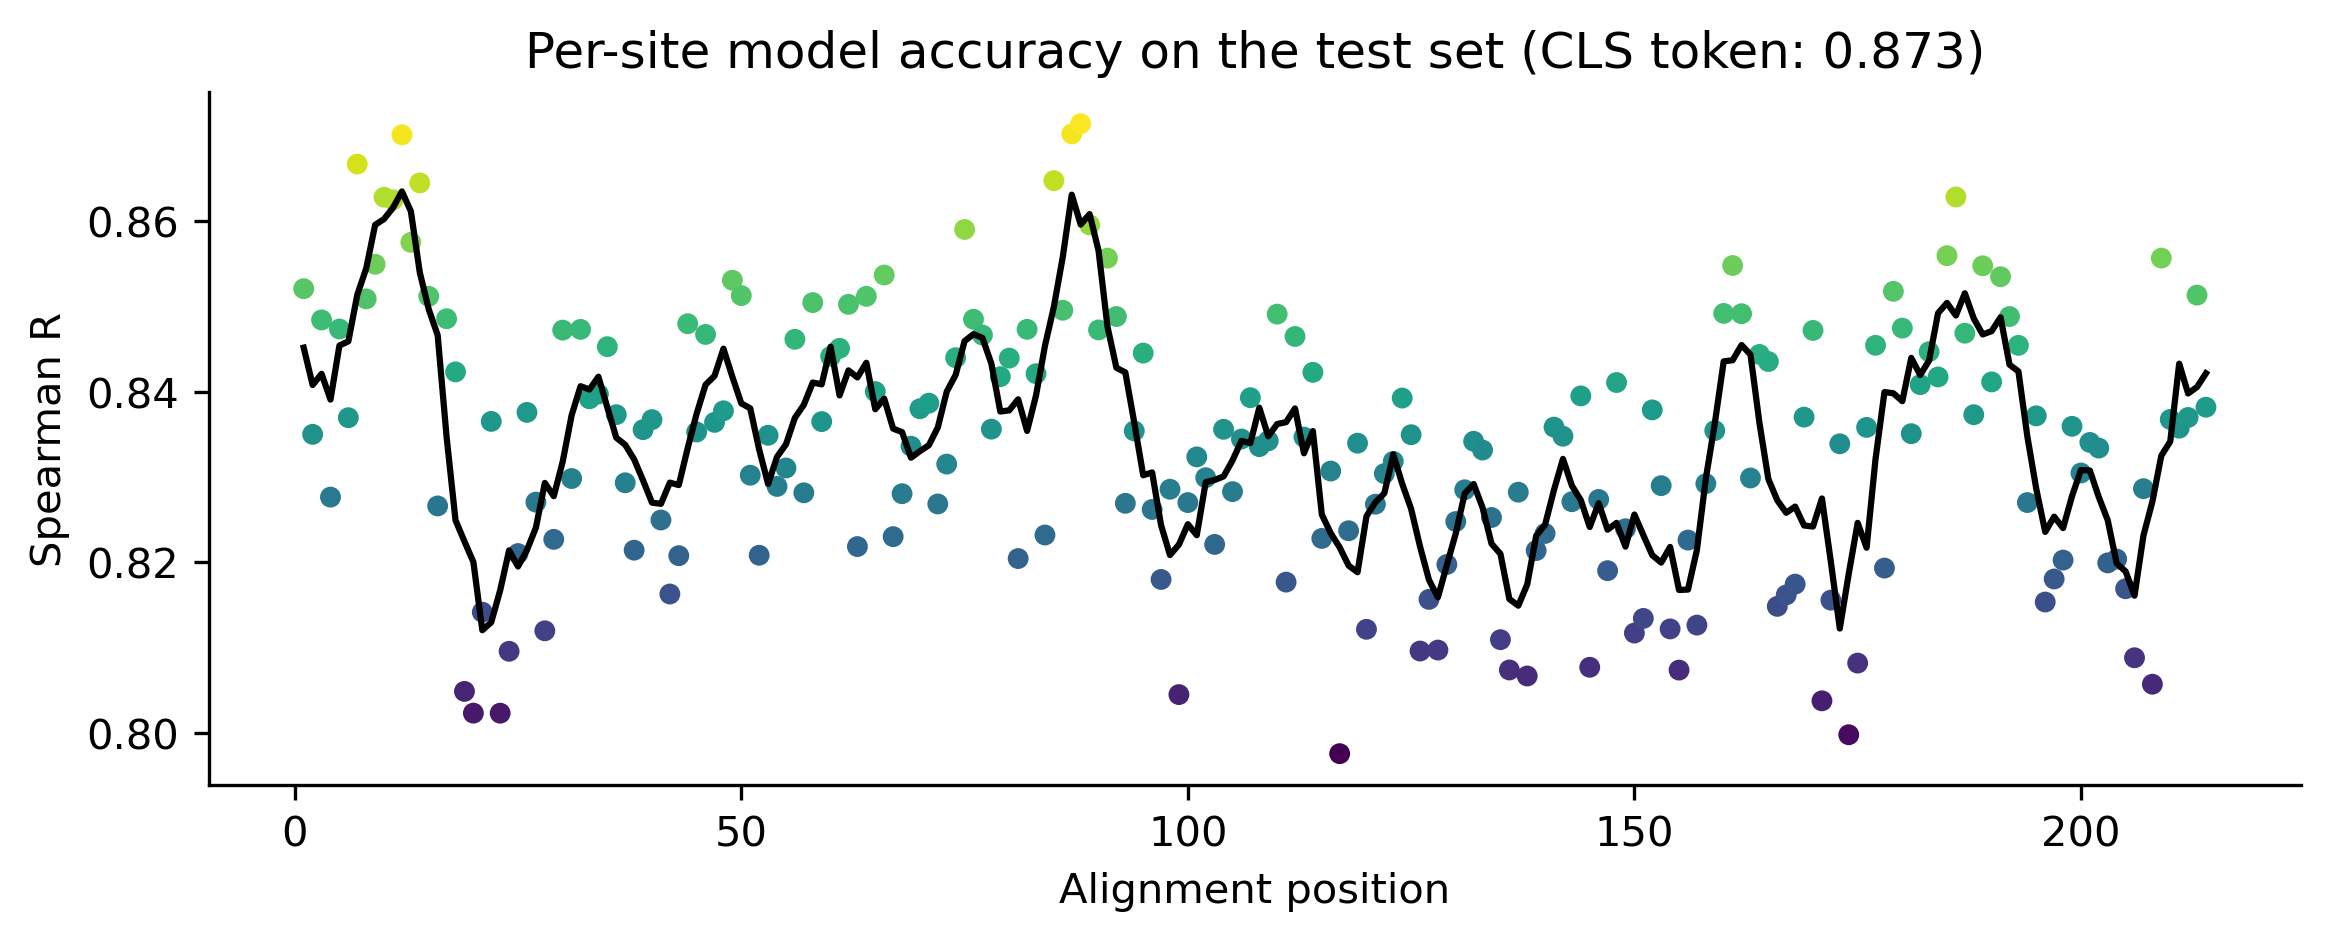 Per-site model accuracy on the test set (CLS token: 0.873)
Spearman R
0.86
0.84
0.82
0.80
0 50 100 150 200
Alignment position